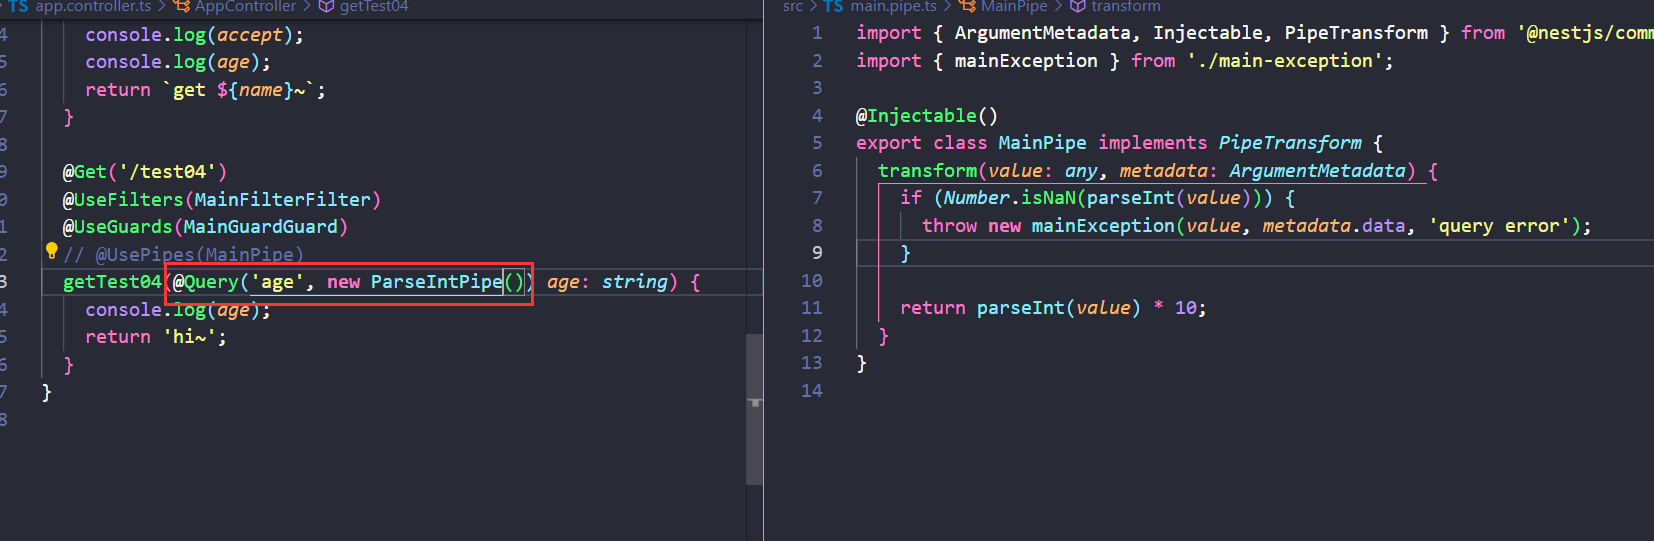 TS app.controller.ts > AppController > getTest04
4 console.log(accept);
5 console.log(age);
6 return `get ${name}~`;
7 }
8
9 @Get('/test04')
0 @UseFilters(MainFilterFilter)
1 @UseGuards(MainGuardGuard)
2 // @UsePipes(MainPipe)
3 getTest04(@Query('age', new ParseIntPipe()) age: string) {
4 console.log(age);
5 return 'hi~';
6 }
7 }
8
src > TS main.pipe.ts > MainPipe > transform
1 import { ArgumentMetadata, Injectable, PipeTransform } from '@nestjs/comm
2 import { mainException } from './main-exception';
3
4 @Injectable()
5 export class MainPipe implements PipeTransform {
6 transform(value: any, metadata: ArgumentMetadata) {
7 if (Number.isNaN(parseInt(value))) {
8 throw new mainException(value, metadata.data, 'query error');
9 }
10
11 return parseInt(value) * 10;
12 }
13 }
14